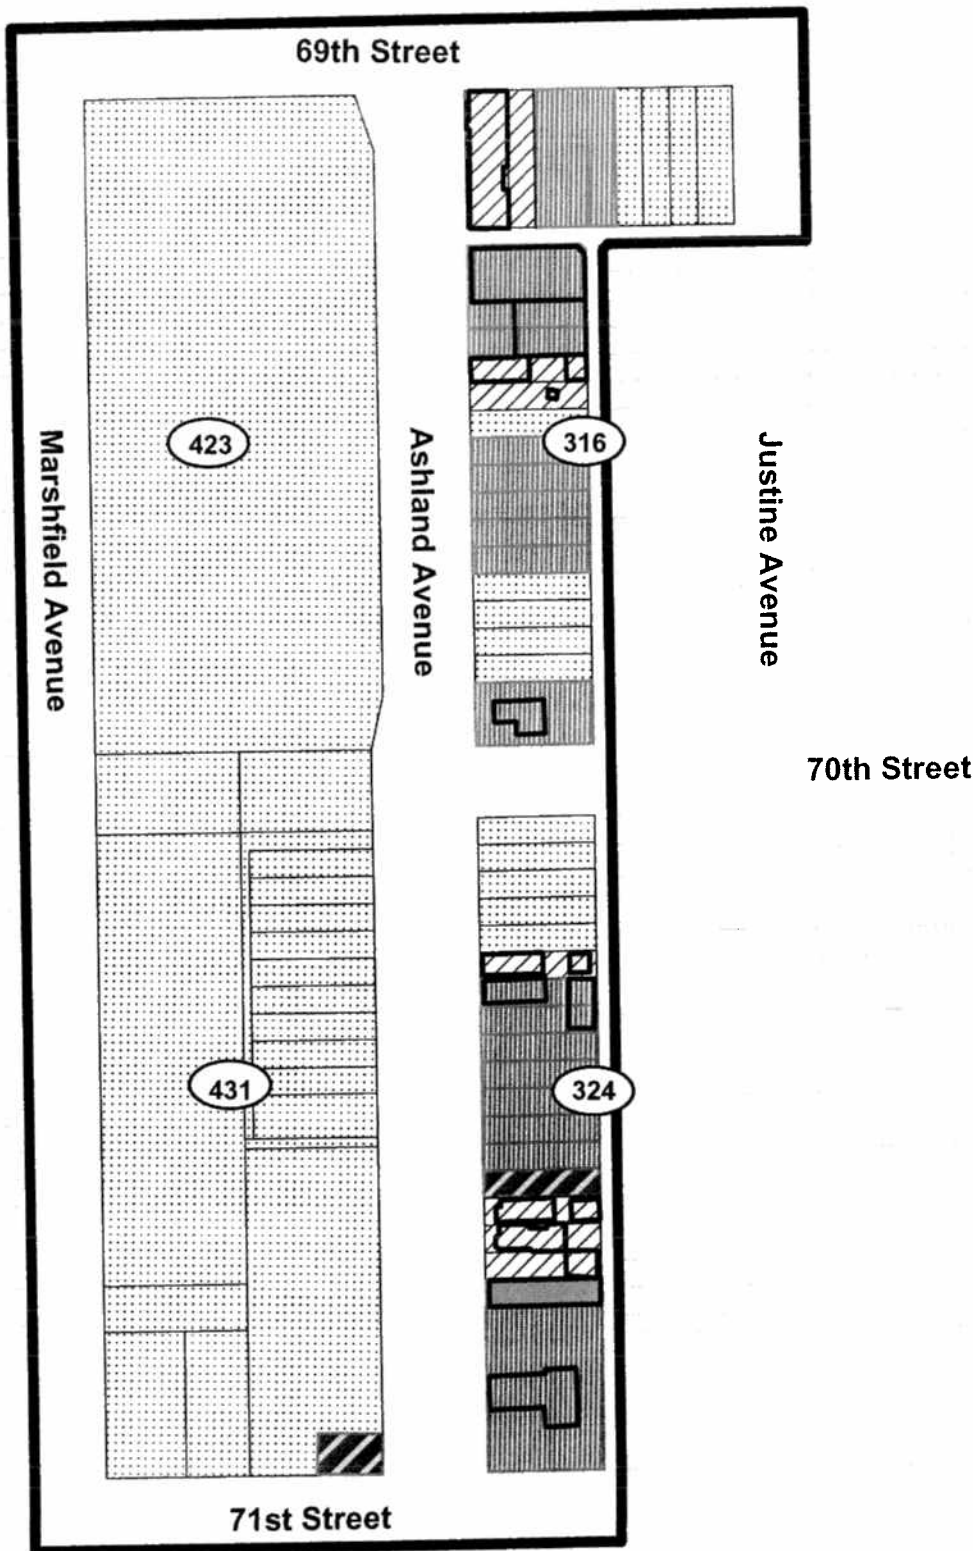 69th Street
423
316
Marshfield Avenue
Ashland Avenue
Justine Avenue
70th Street
431
324
71st Street